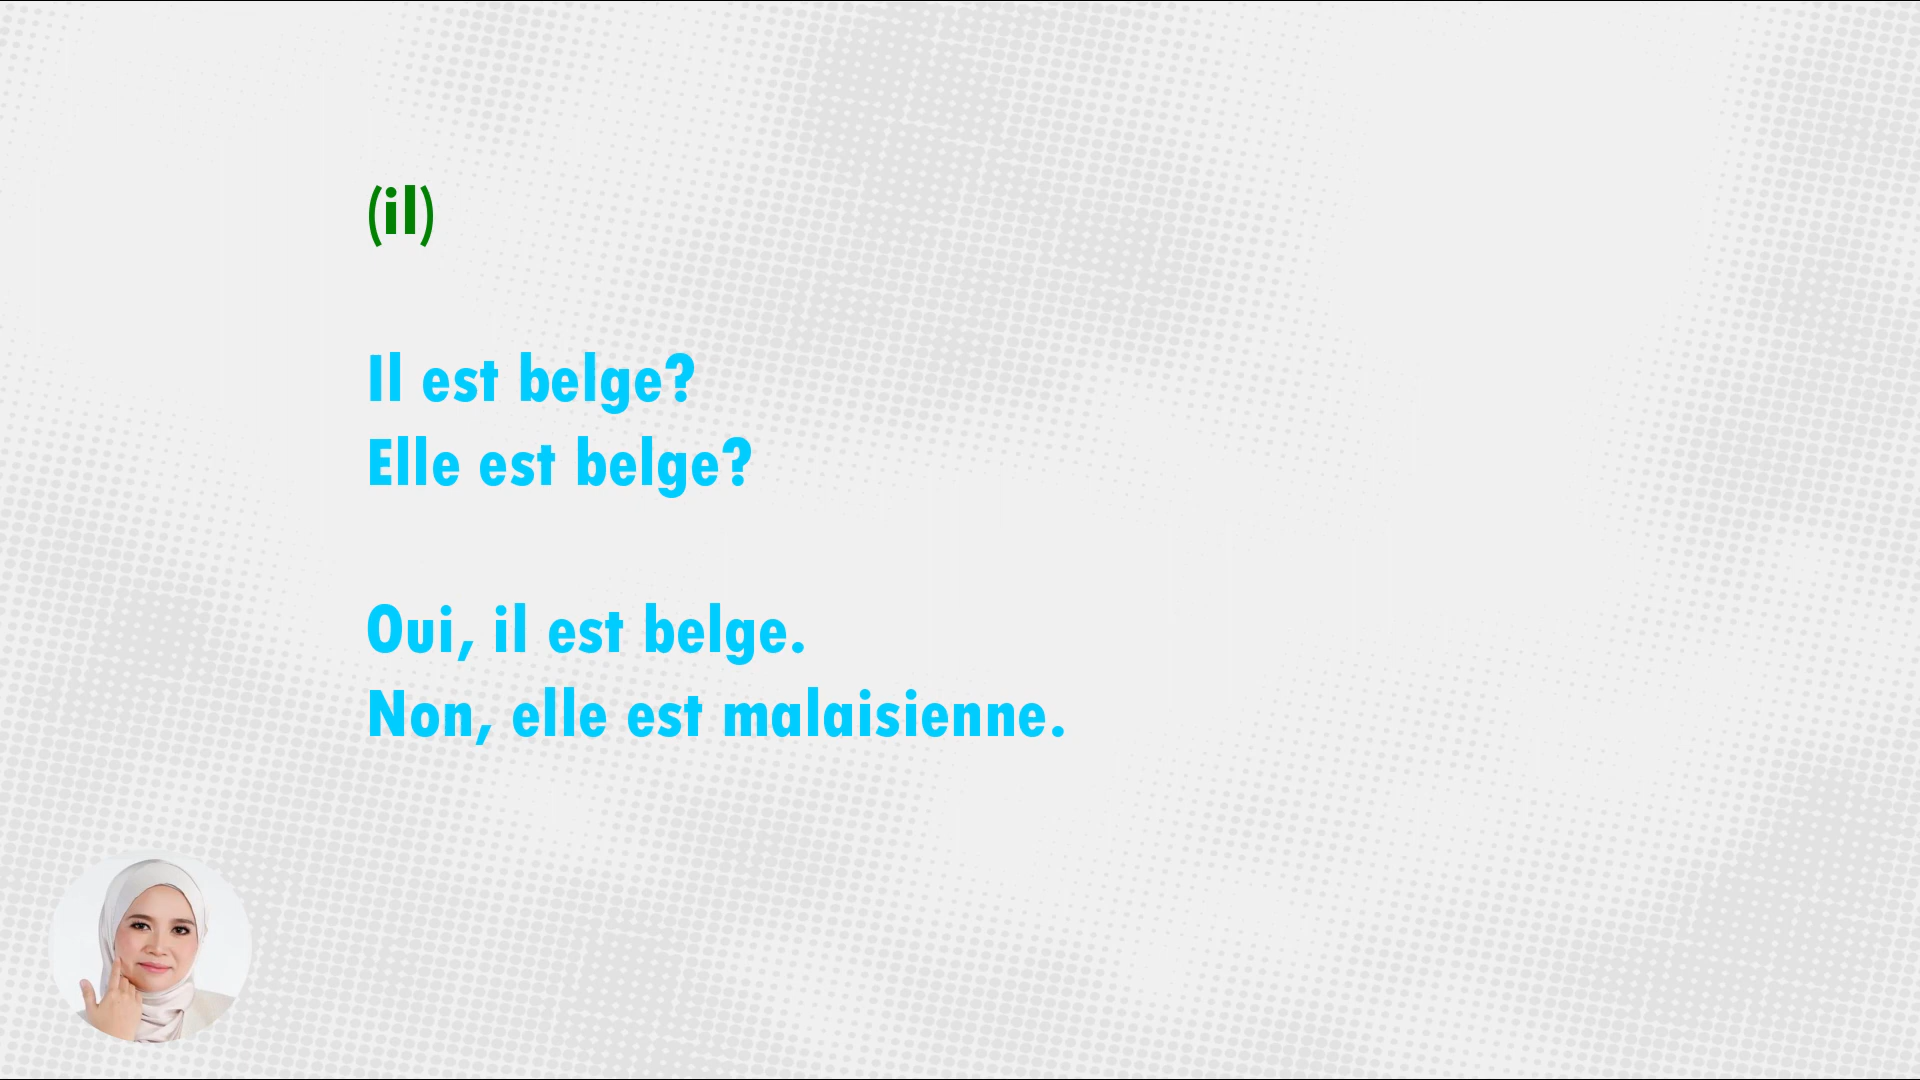 (il)
Il est belge?
Elle est belge?
Oui, il est belge.
Non, elle est malaisienne.